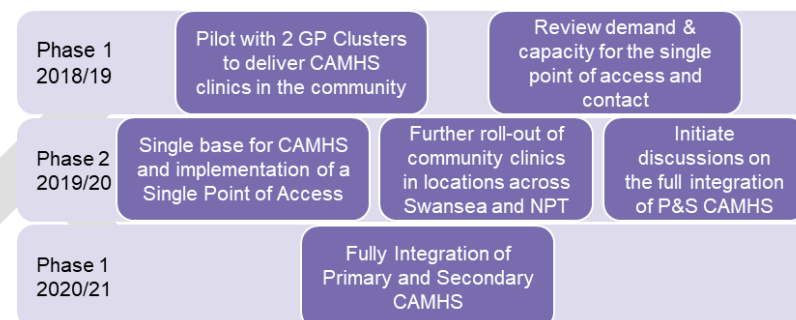 Phase 1
2018/19
Pilot with 2 GP Clusters
to deliver CAMHS
clinics in the community
Review demand &
capacity for the single
point of access and
contact
Phase 2
2019/20
Single base for CAMHS
and implementation of a
Single Point of Access
Further roll-out of
community clinics
in locations across
Swansea and NPT
Initiate
discussions on
the full integration
of P&S CAMHS
Phase 1
2020/21
Fully Integration of
Primary and Secondary
CAMHS